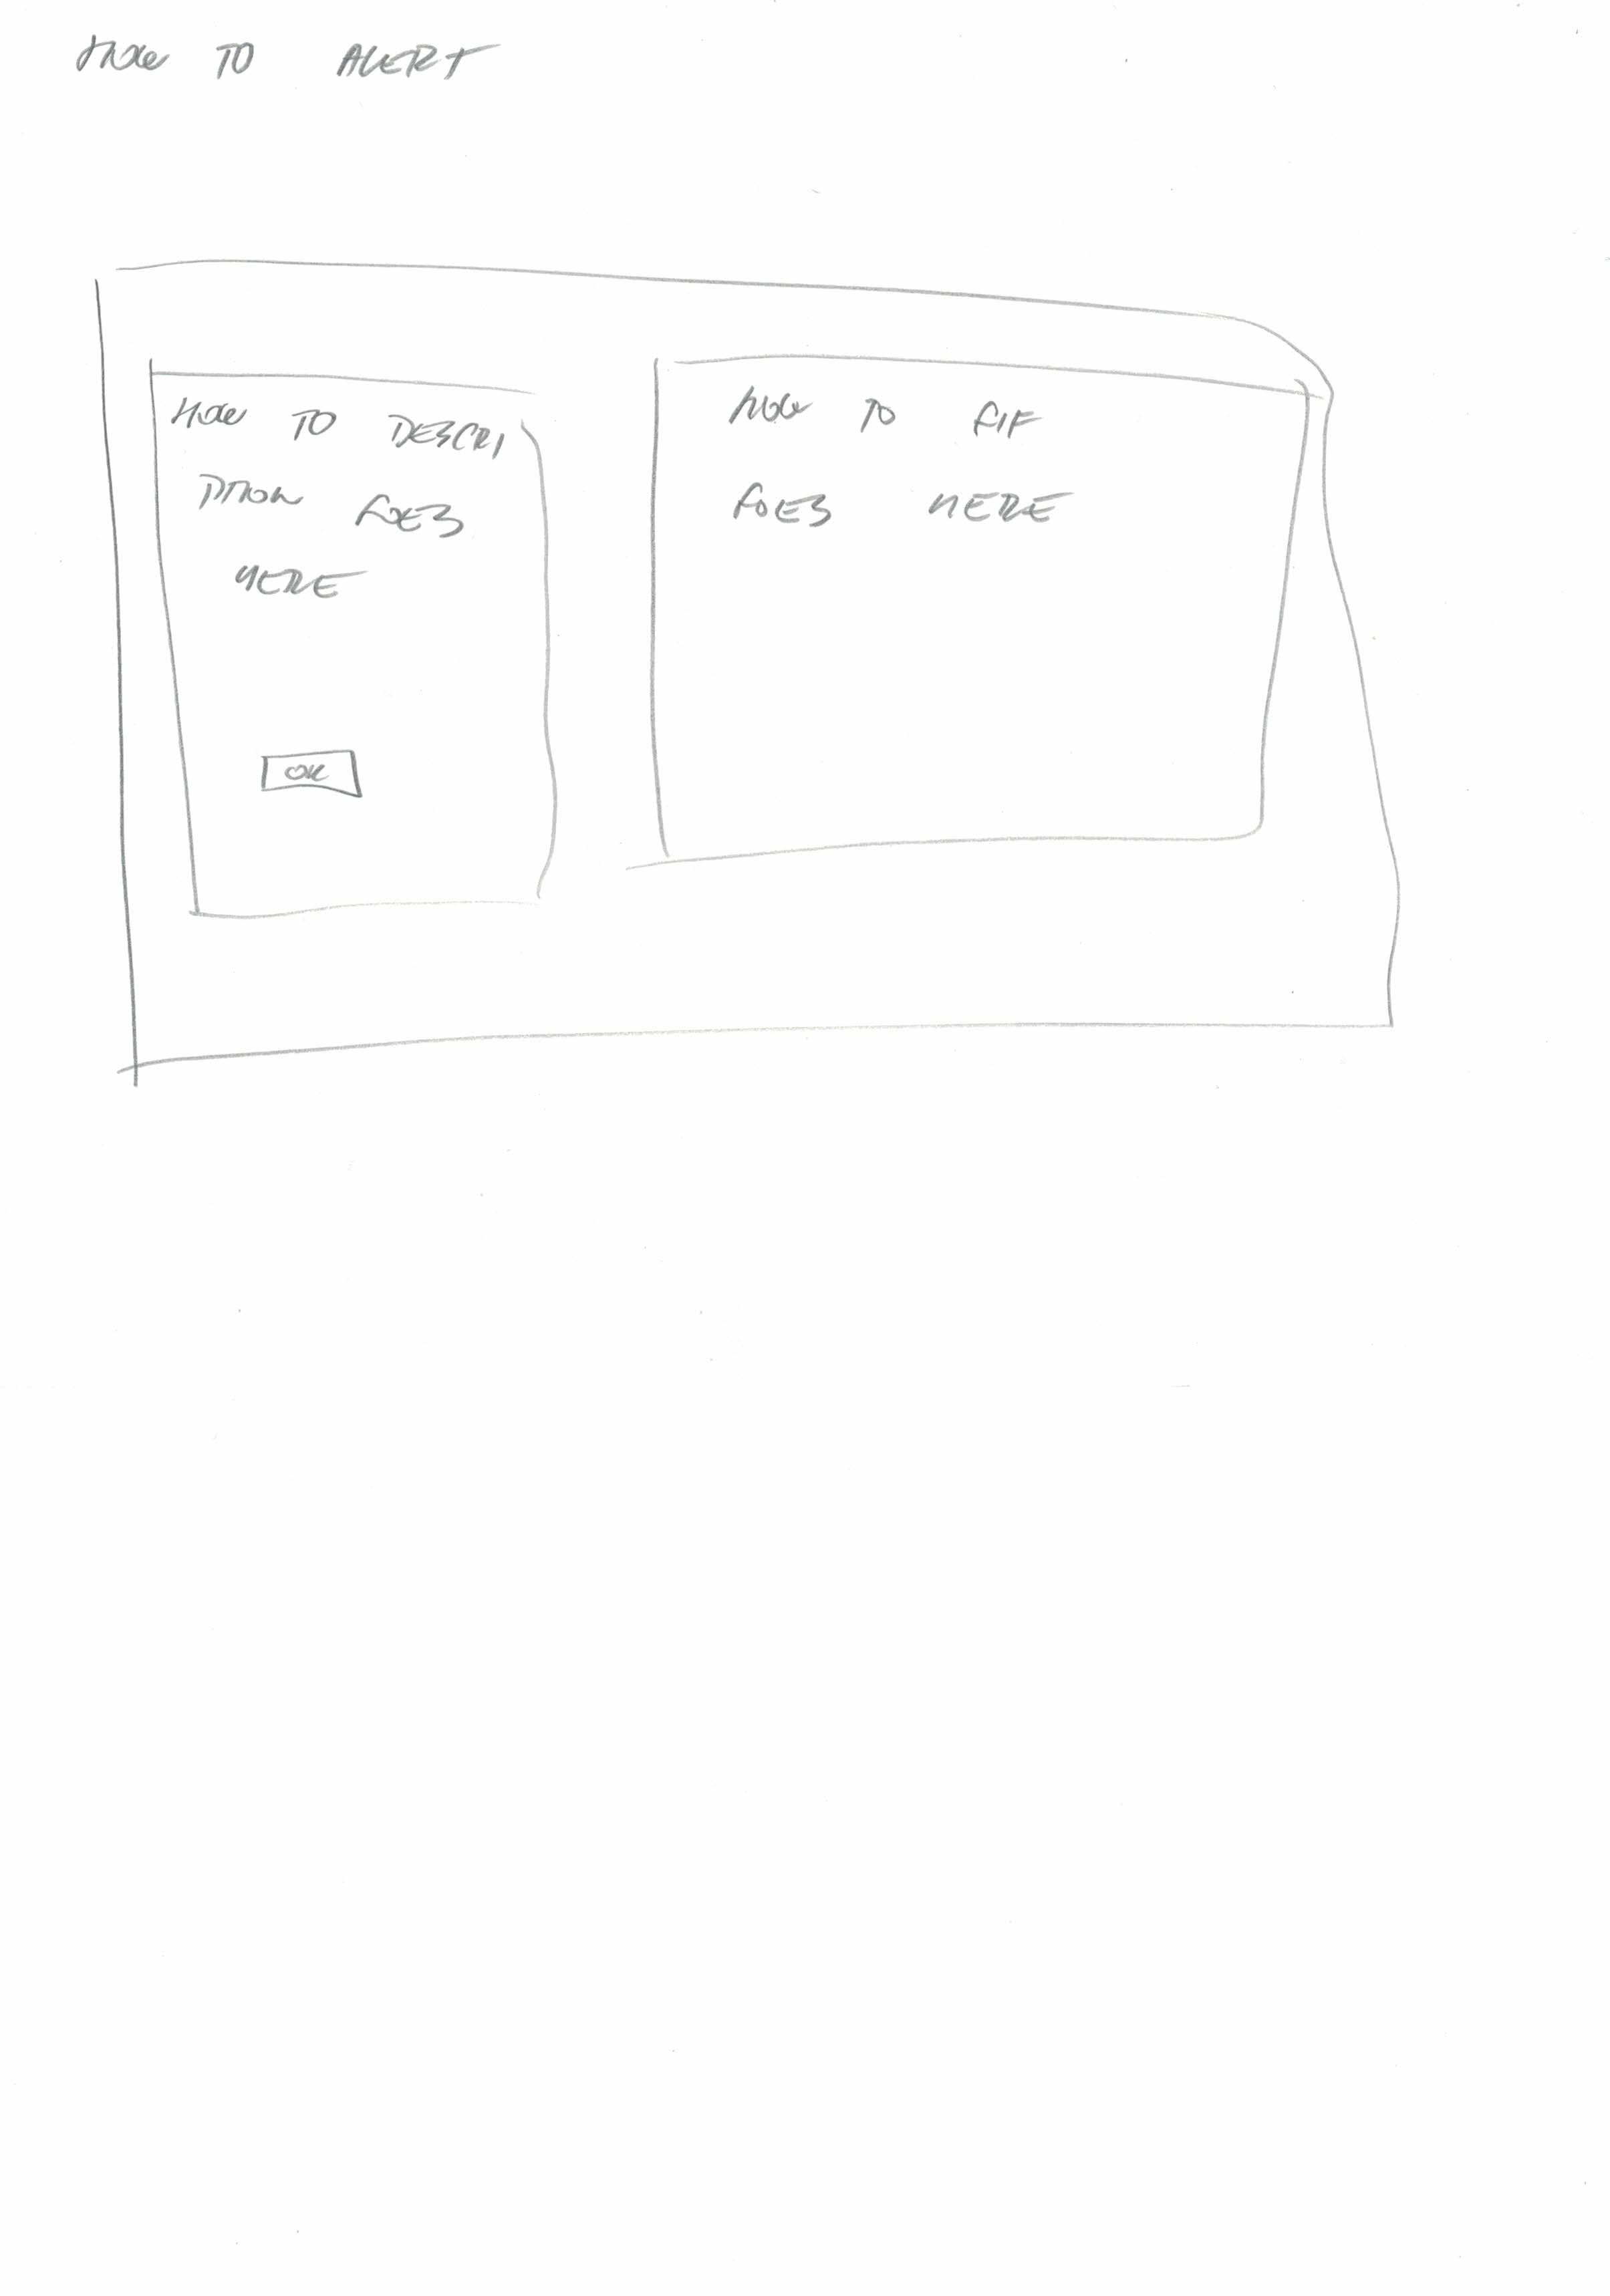 HOW TO ALERT
HOW TO DESCRI
PTION GOES
HERE
OK
HOW TO GIF
GOES HERE